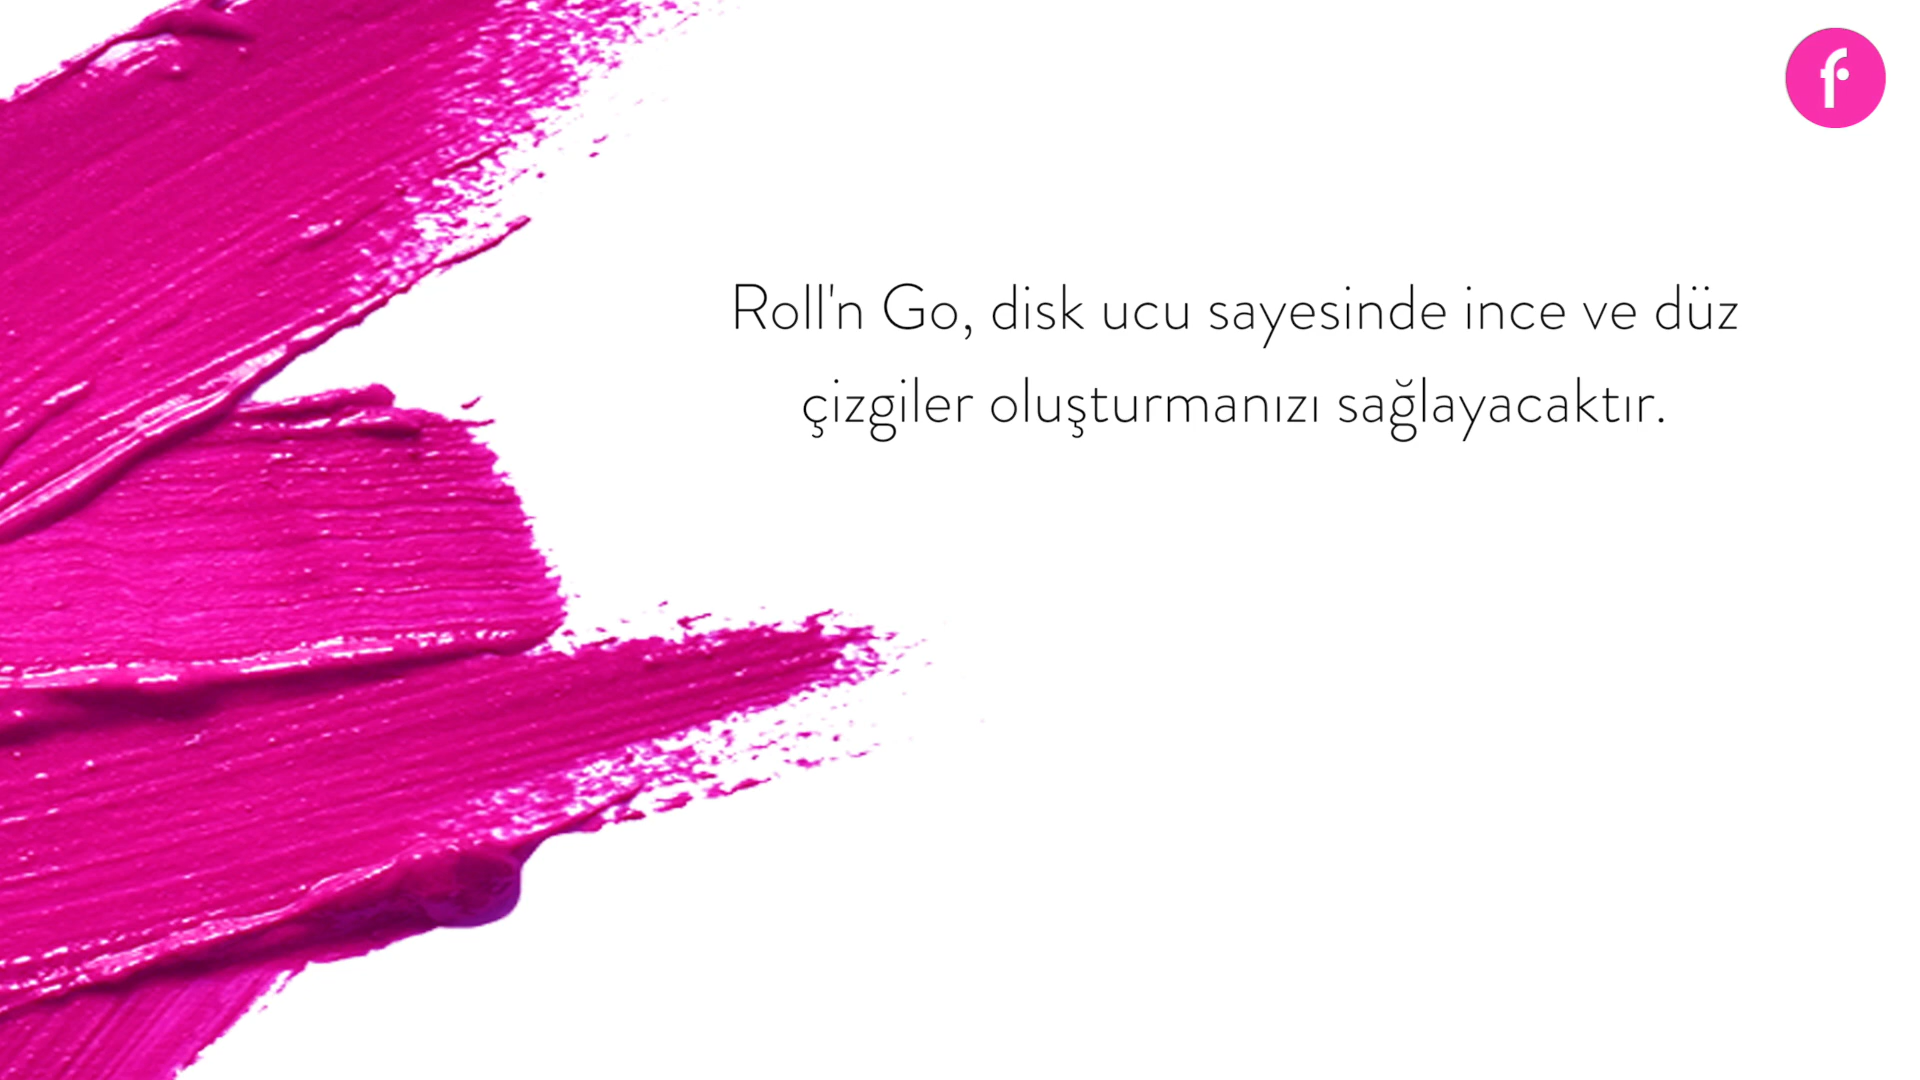 Roll'n Go, disk ucu sayesinde ince ve düz
çizgiler oluşturmanızı sağlayacaktır.